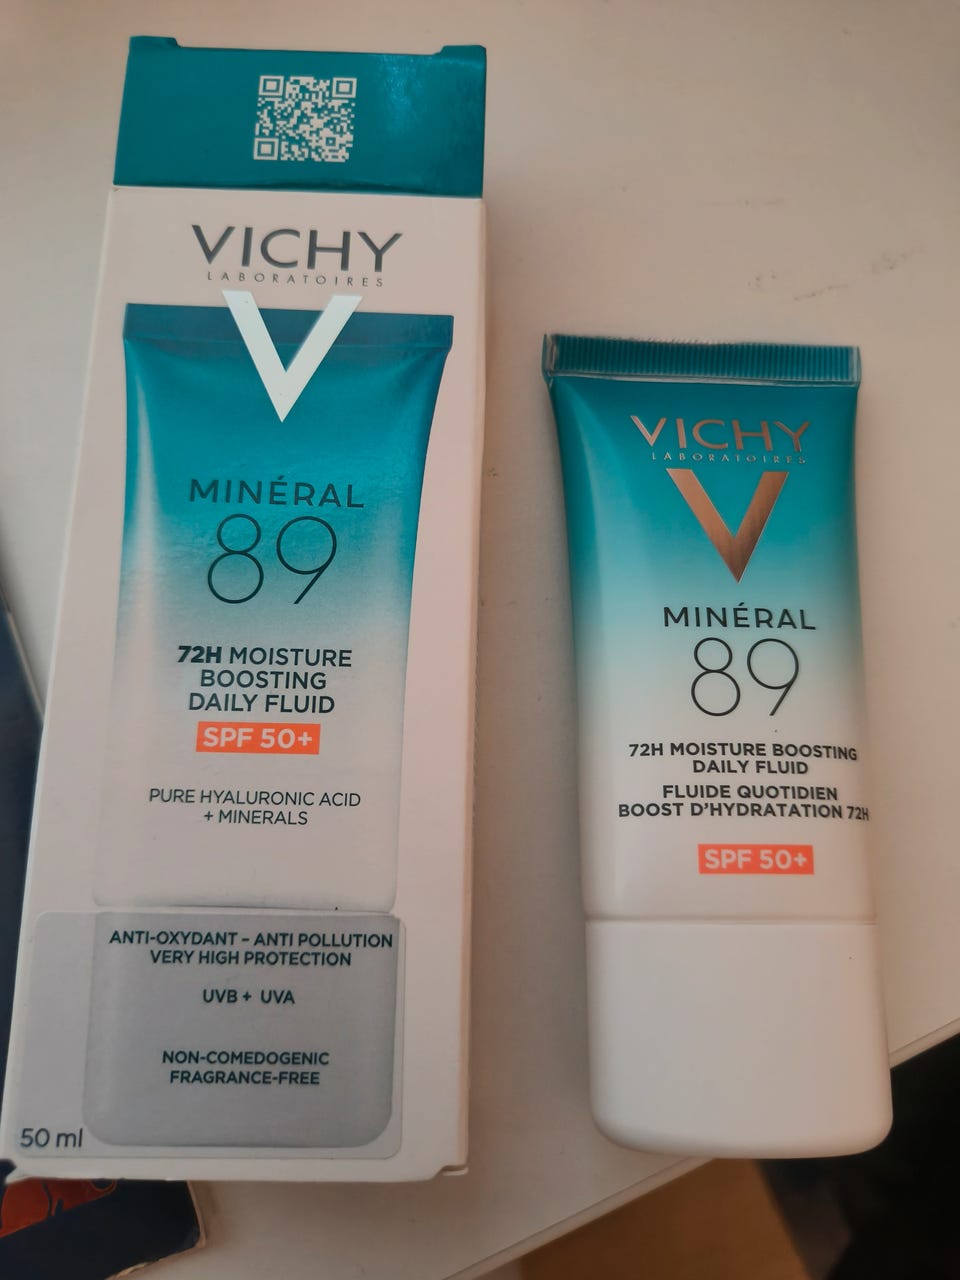 VICHY
LABORATOIRES
MINÉRAL
89
72H MOISTURE
BOOSTING
DAILY FLUID
SPF 50+
PURE HYALURONIC ACID
+ MINERALS
ANTI-OXYDANT – ANTI POLLUTION
VERY HIGH PROTECTION
UVB + UVA
NON-COMEDOGENIC
FRAGRANCE-FREE
50 ml
VICHY
LABORATOIRES
MINÉRAL
89
72H MOISTURE BOOSTING
DAILY FLUID
FLUIDE QUOTIDIEN
BOOST D'HYDRATATION 72H
SPF 50+